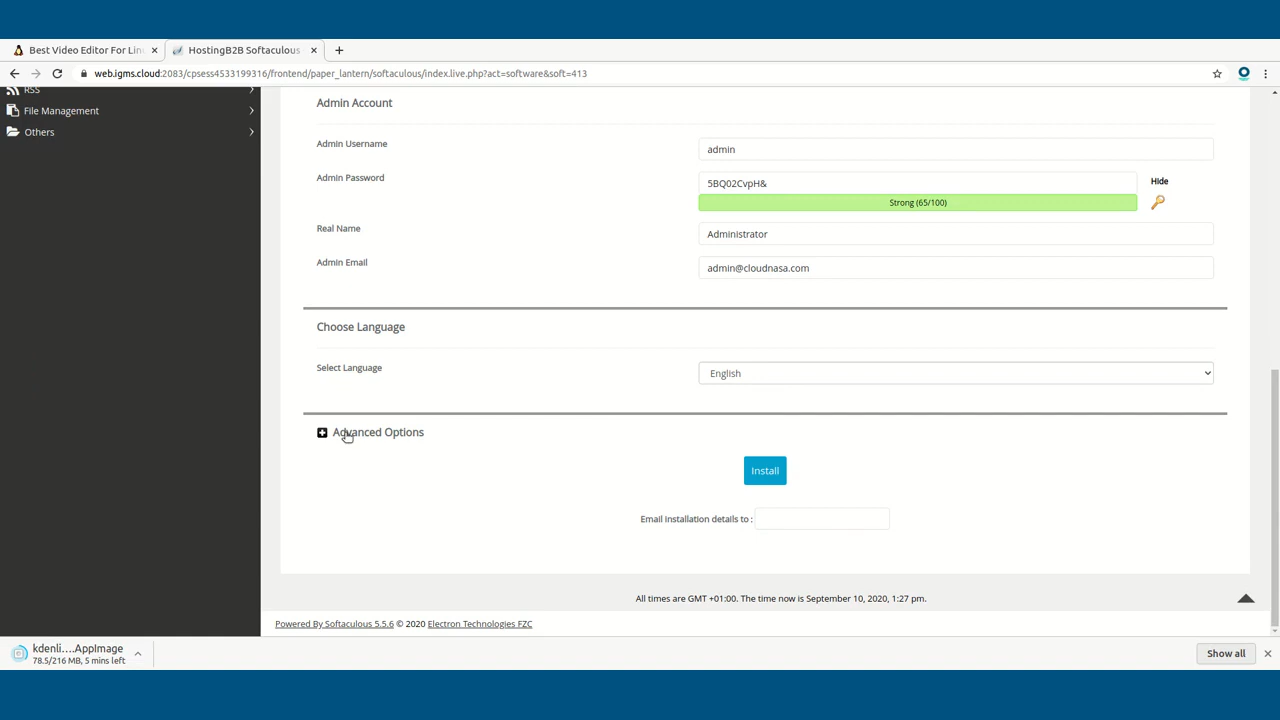 Best Video Editor For Lin
HostingB2B Softaculous
web.igms.cloud:2083/cpsess4533199316/frontend/paper_lantern/softaculous/index.live.php?act=software&soft=413
RSS
File Management
Others
Admin Account
Admin Username
admin
Admin Password
5BQ02CvpH&
Hide
Strong (65/100)
Real Name
Administrator
Admin Email
admin@cloudnasa.com
Choose Language
Select Language
English
Advanced Options
Install
Email installation details to :
All times are GMT +01:00. The time now is September 10, 2020, 1:27 pm.
Powered By Softaculous 5.5.6 © 2020 Electron Technologies FZC
kdenli....AppImage
78.5/216 MB, 5 mins left
Show all